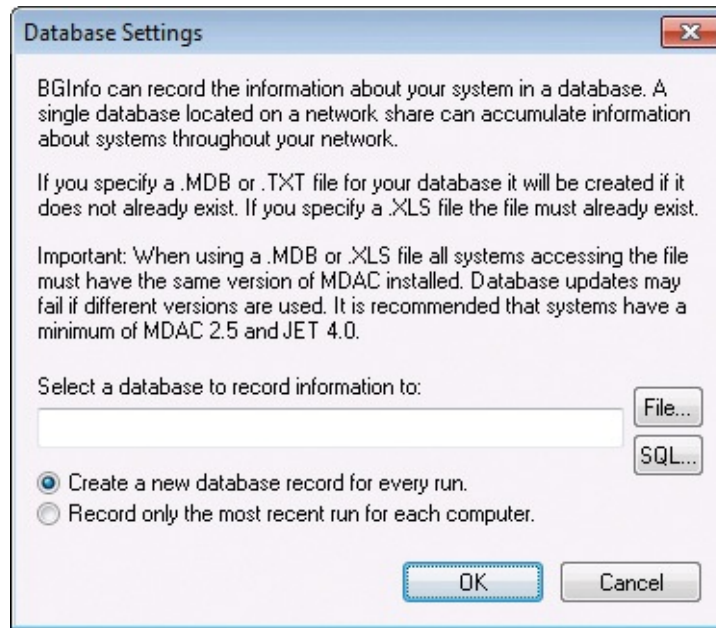 Database Settings
BGInfo can record the information about your system in a database. A
single database located on a network share can accumulate information
about systems throughout your network.
If you specify a .MDB or .TXT file for your database it will be created if it
does not already exist. If you specify a .XLS file the file must already exist.
Important: When using a .MDB or .XLS file all systems accessing the file
must have the same version of MDAC installed. Database updates may
fail if different versions are used. It is recommended that systems have a
minimum of MDAC 2.5 and JET 4.0.
Select a database to record information to:
File...
SQL...
Create a new database record for every run.
Record only the most recent run for each computer.
OK
Cancel